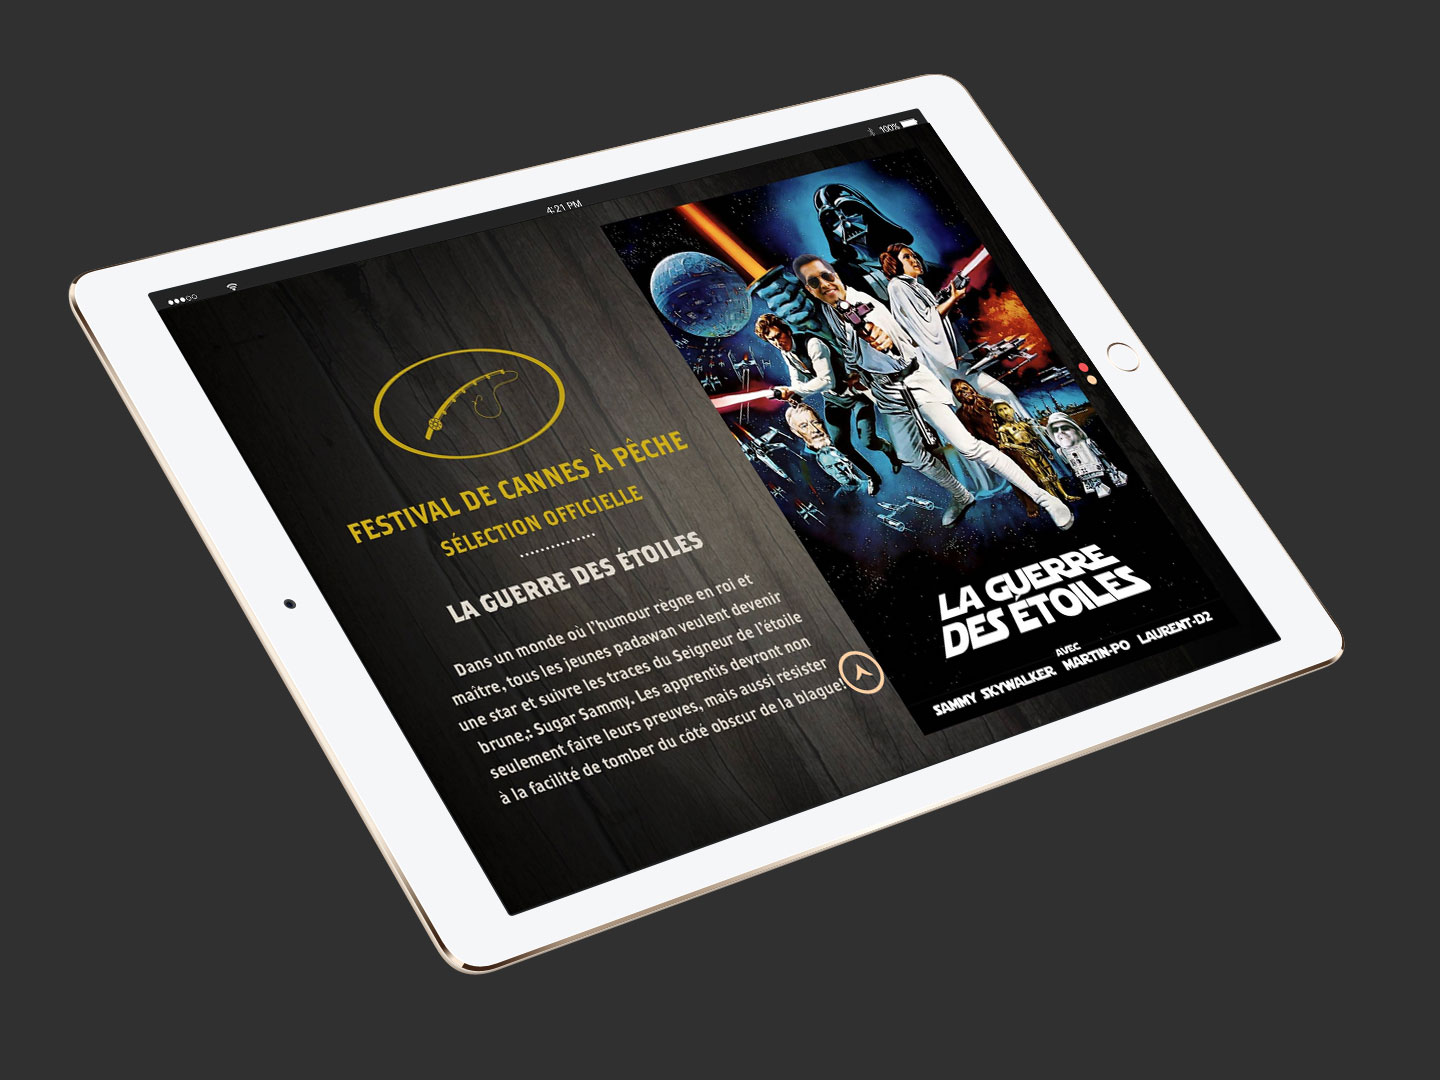 4:21 PM
100%
FESTIVAL DE CANNES À PÊCHE
SÉLECTION OFFICIELLE
LA GUERRE DES ÉTOILES
Dans un monde où l'humour règne en roi et
maître, tous les jeunes padawan veulent devenir
une star et suivre les traces du Seigneur de l'étoile
brune,: Sugar Sammy. Les apprentis devront non
seulement faire leurs preuves, mais aussi résister
à la facilité de tomber du côté obscur de la blague!
LA GUERRE
DES ÉTOILES
AVEC
SAMMY SKYWALKER MARTIN-PO LAURENT-D2